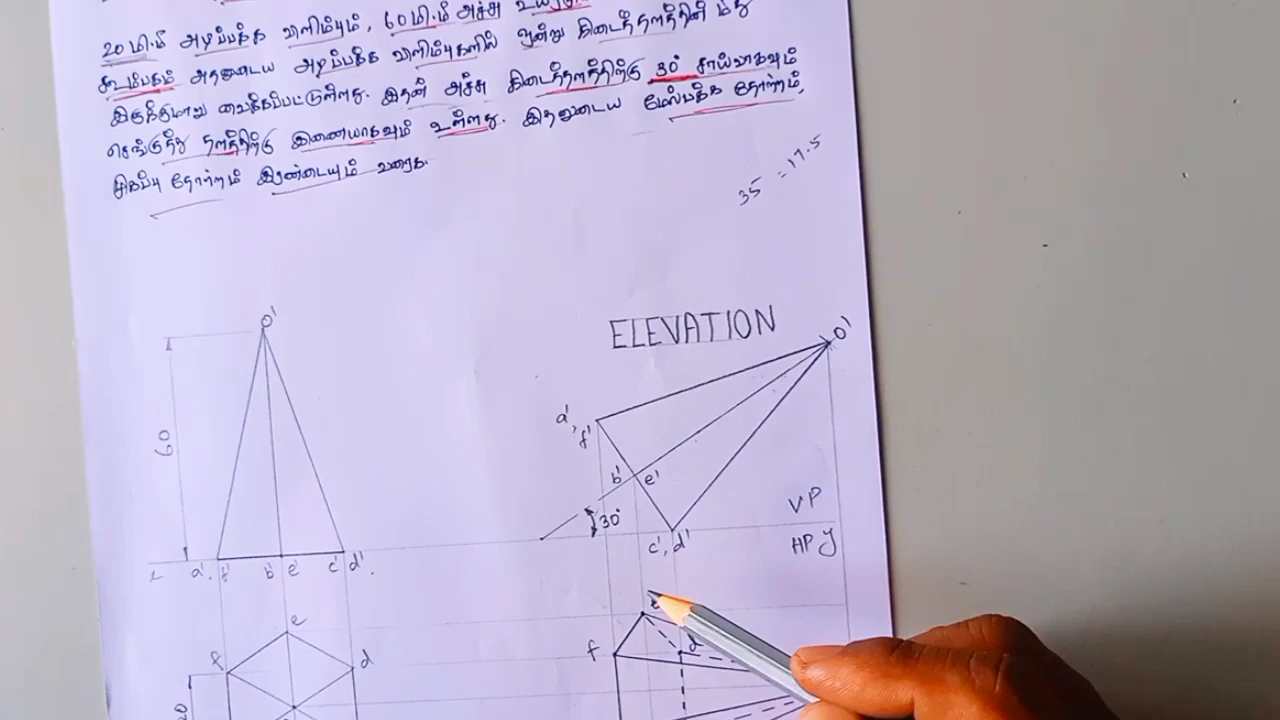 20 மி.மீ அடிப்பக்க விளிம்பும், 60 மி.மீ அச்சு
கூம்பகம் அதனுடைய அடிப்பக்க விளிம்புகளில் ஒன்று கிடைத்தளத்தின் மீது
இருக்குமாறு வைக்கப்பட்டுள்ளது. இதன் அச்சு கிடைத்தளத்திற்கு 30° சாய்வாகவும்
செங்குத்து தளத்திற்கு இணையாகவும் உள்ளது. இதனுடைய மேல்பக்க தோற்றம்,
முகப்பு தோற்றம் இரண்டையும் வரைக.
35 = 17.5
ELEVATION
o'
o'
60
a', f'
b' e'
30°
VP
c', d'
HP y
x a'. f' b' e' c' d'.
e
f d
f d
20